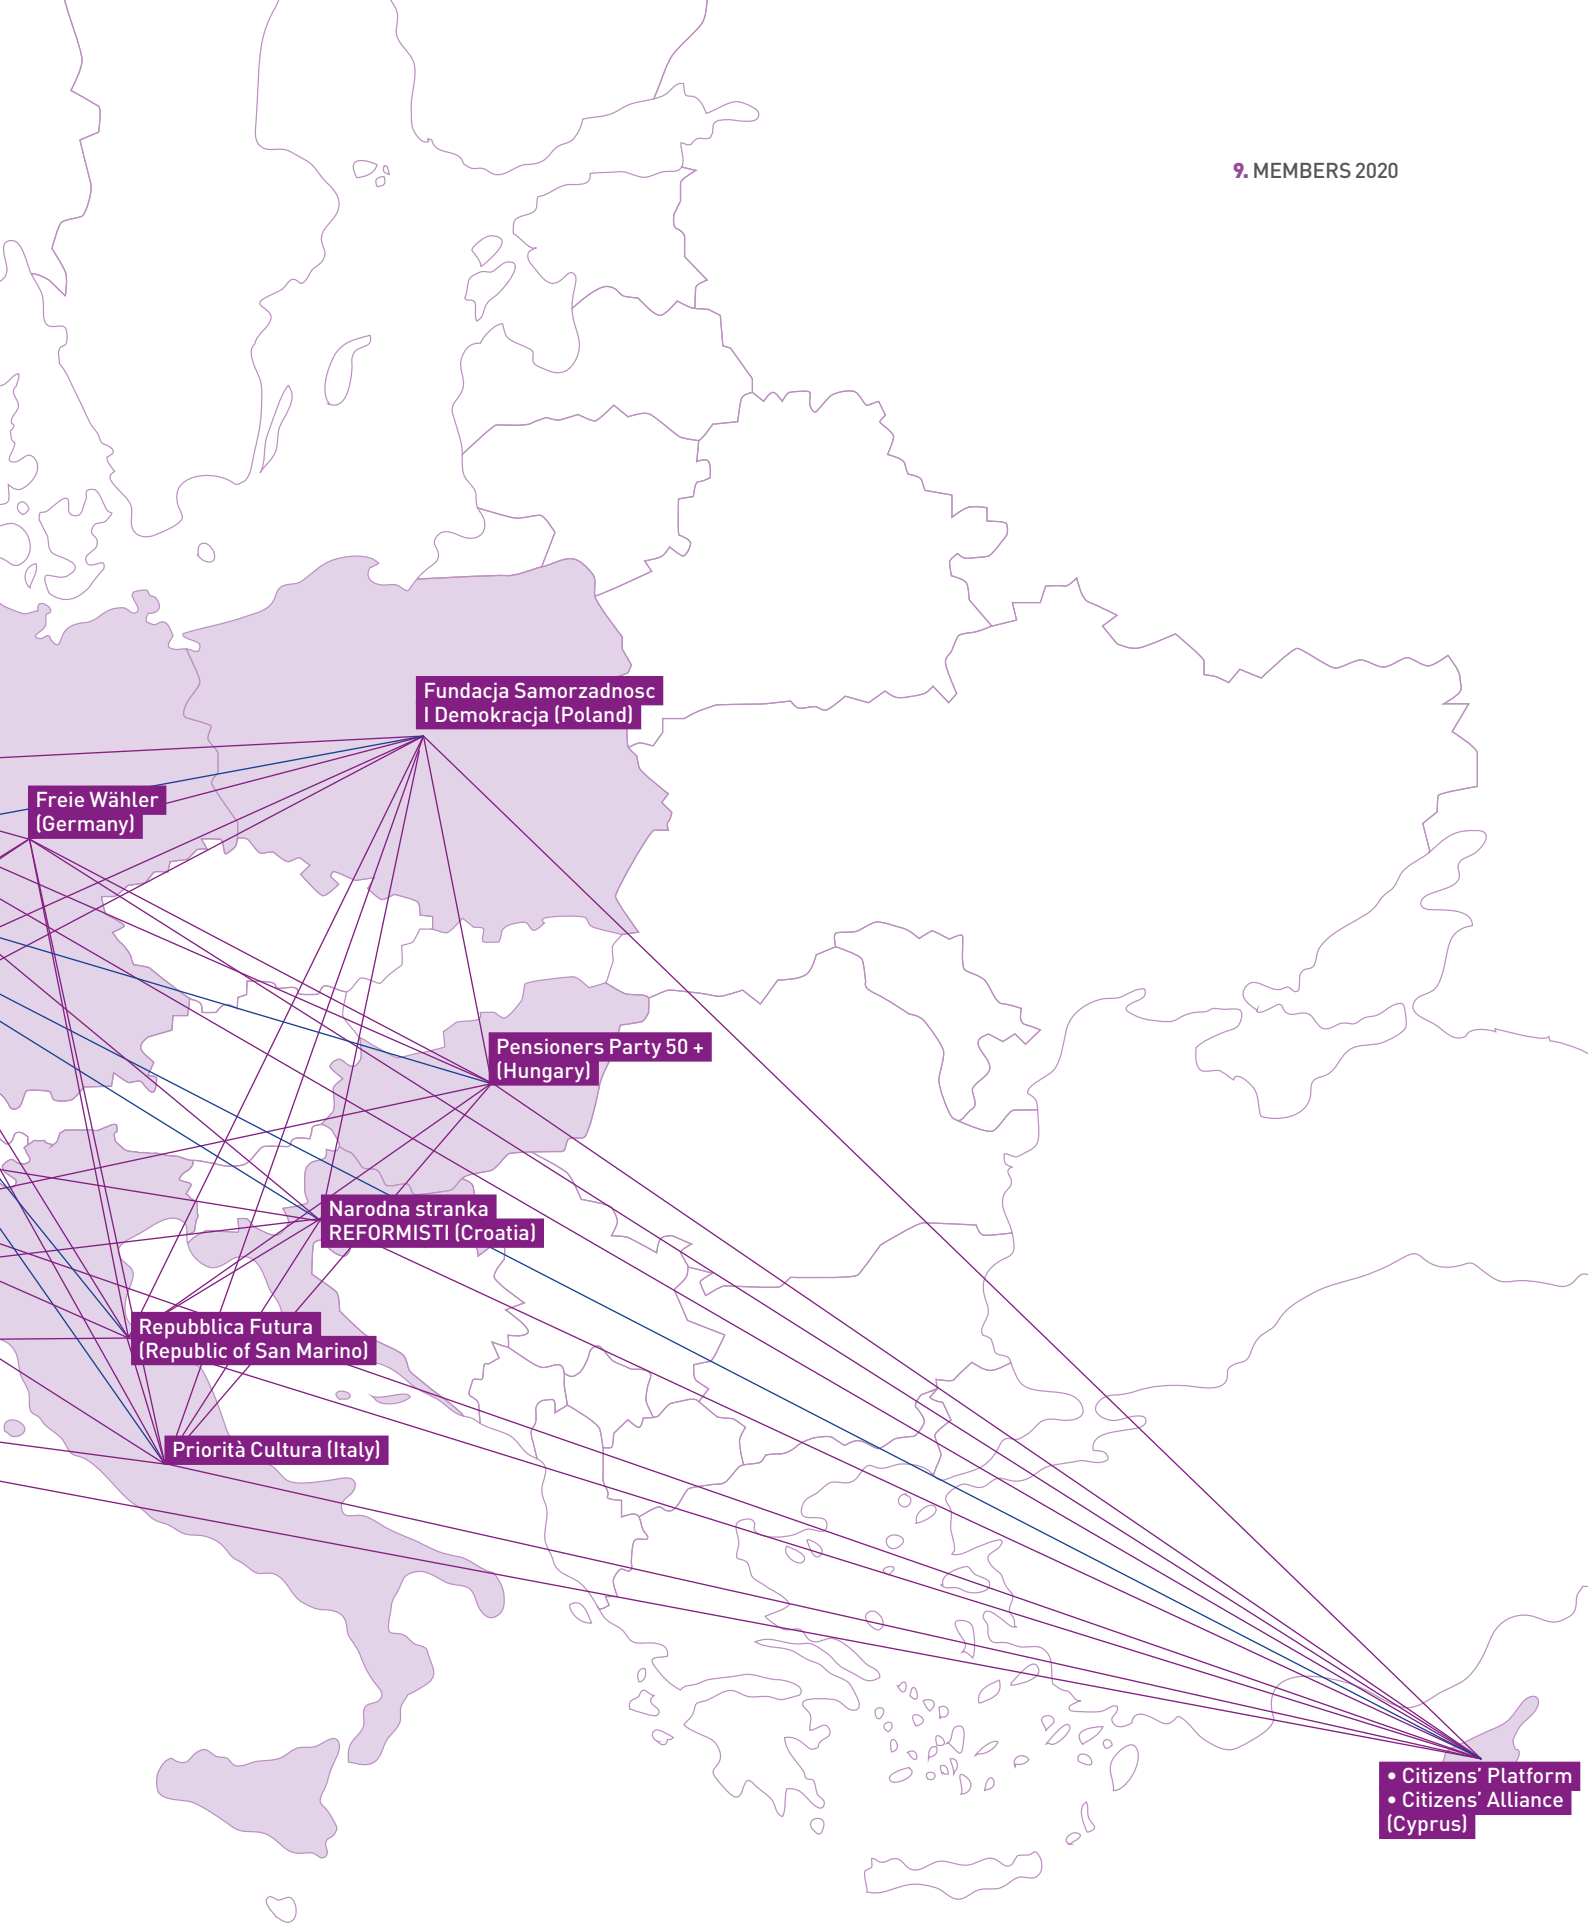 9. MEMBERS 2020
Fundacja Samorzadnosc
I Demokracja (Poland)
Freie Wähler
(Germany)
Pensioners Party 50 +
(Hungary)
Narodna stranka
REFORMISTI (Croatia)
Repubblica Futura
(Republic of San Marino)
Priorità Cultura (Italy)
• Citizens’ Platform
• Citizens’ Alliance
(Cyprus)